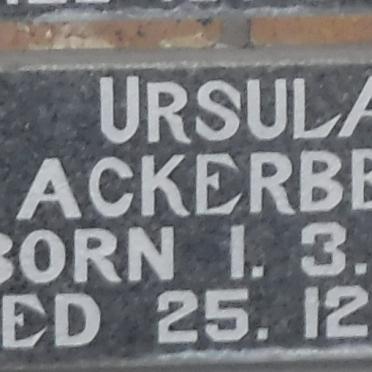 URSULA
ACKERBE
BORN 1. 3.
ED 25. 12